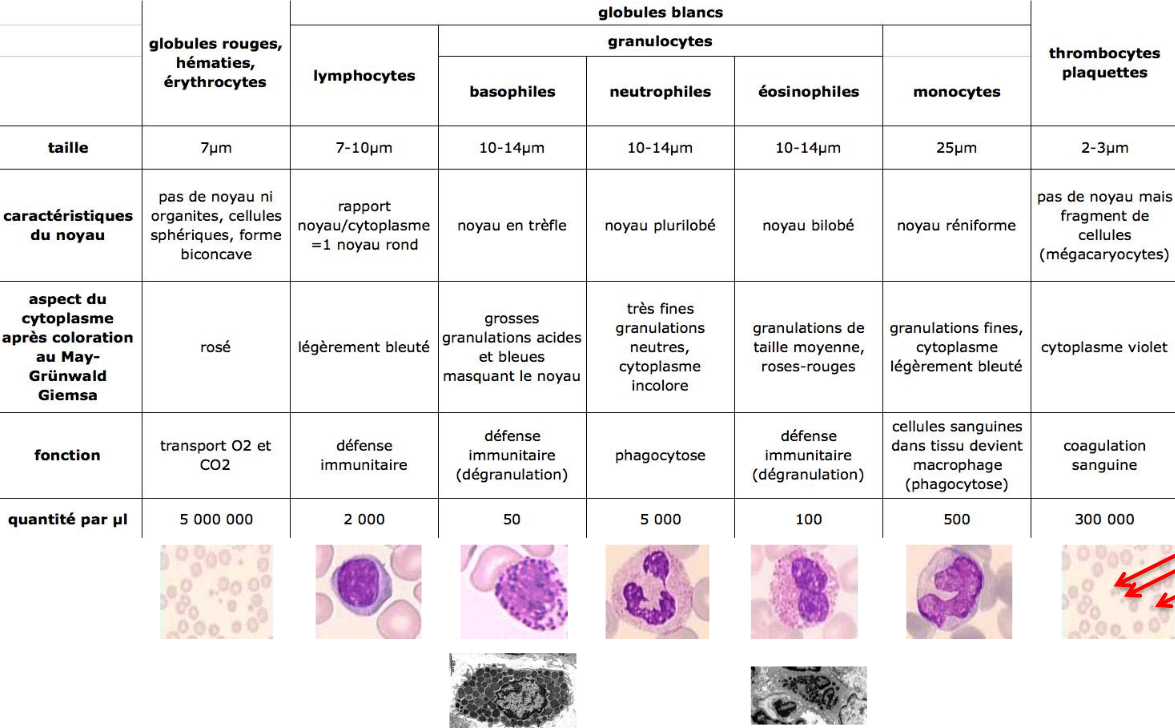 globules blancs
globules rouges,
hématies,
érythrocytes
lymphocytes
granulocytes
basophiles
neutrophiles
éosinophiles
monocytes
thrombocytes
plaquettes
taille
7µm
7-10µm
10-14µm
10-14µm
10-14µm
25µm
2-3µm
caractéristiques
du noyau
pas de noyau ni
organites, cellules
sphériques, forme
biconcave
rapport
noyau/cytoplasme
=1 noyau rond
noyau en trèfle
noyau plurilobé
noyau bilobé
noyau réniforme
pas de noyau mais
fragment de
cellules
(mégacaryocytes)
aspect du
cytoplasme
après coloration
au May-
Grünwald
Giemsa
rosé
légèrement bleuté
grosses
granulations acides
et bleues
masquant le noyau
très fines
granulations
neutres,
cytoplasme
incolore
granulations de
taille moyenne,
roses-rouges
granulations fines,
cytoplasme
légèrement bleuté
cytoplasme violet
fonction
transport O2 et
CO2
défense
immunitaire
défense
immunitaire
(dégranulation)
phagocytose
défense
immunitaire
(dégranulation)
cellules sanguines
dans tissu devient
macrophage
(phagocytose)
coagulation
sanguine
quantité par µl
5 000 000
2 000
50
5 000
100
500
300 000